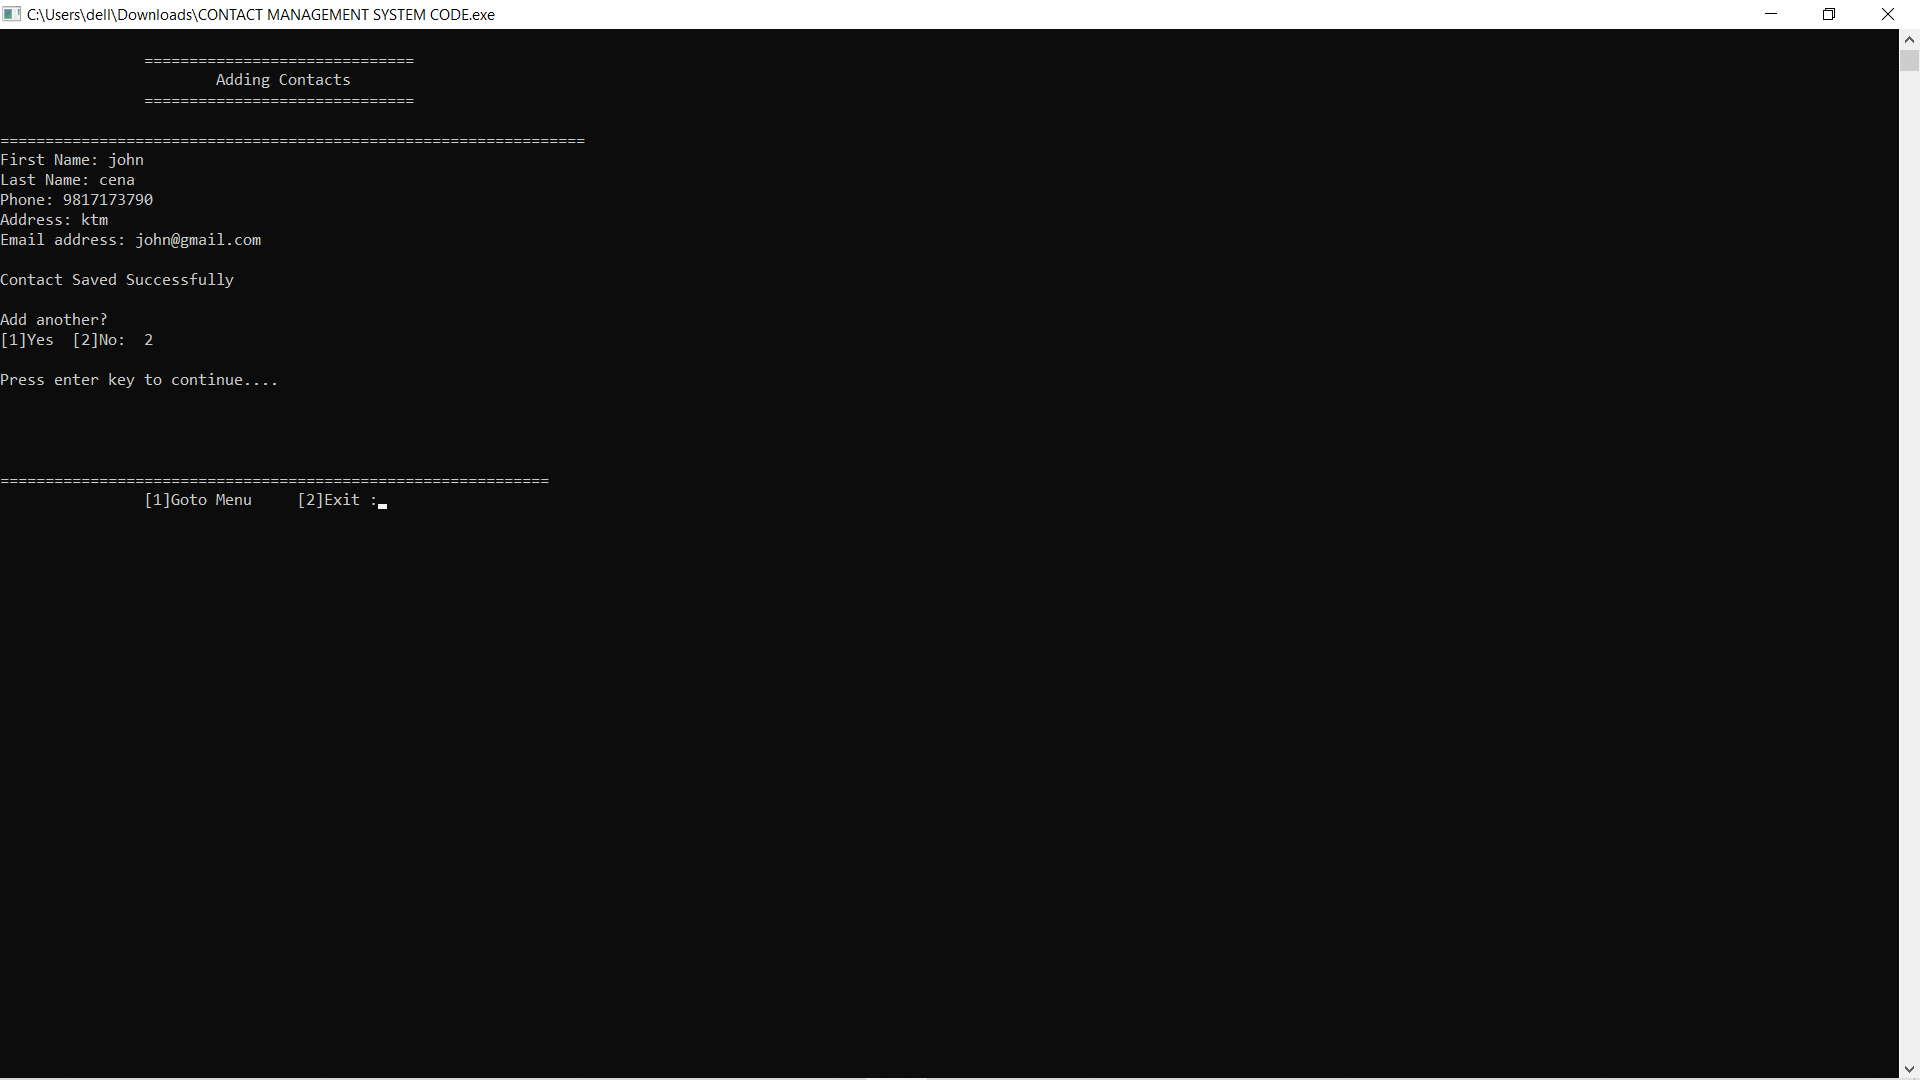 C:\Users\dell\Downloads\CONTACT MANAGEMENT SYSTEM CODE.exe
==============================
Adding Contacts
==============================
=================================================================
First Name: john
Last Name: cena
Phone: 9817173790
Address: ktm
Email address: john@gmail.com
Contact Saved Successfully
Add another?
[1]Yes  [2]No:  2
Press enter key to continue....
=============================================================
[1]Goto Menu     [2]Exit :